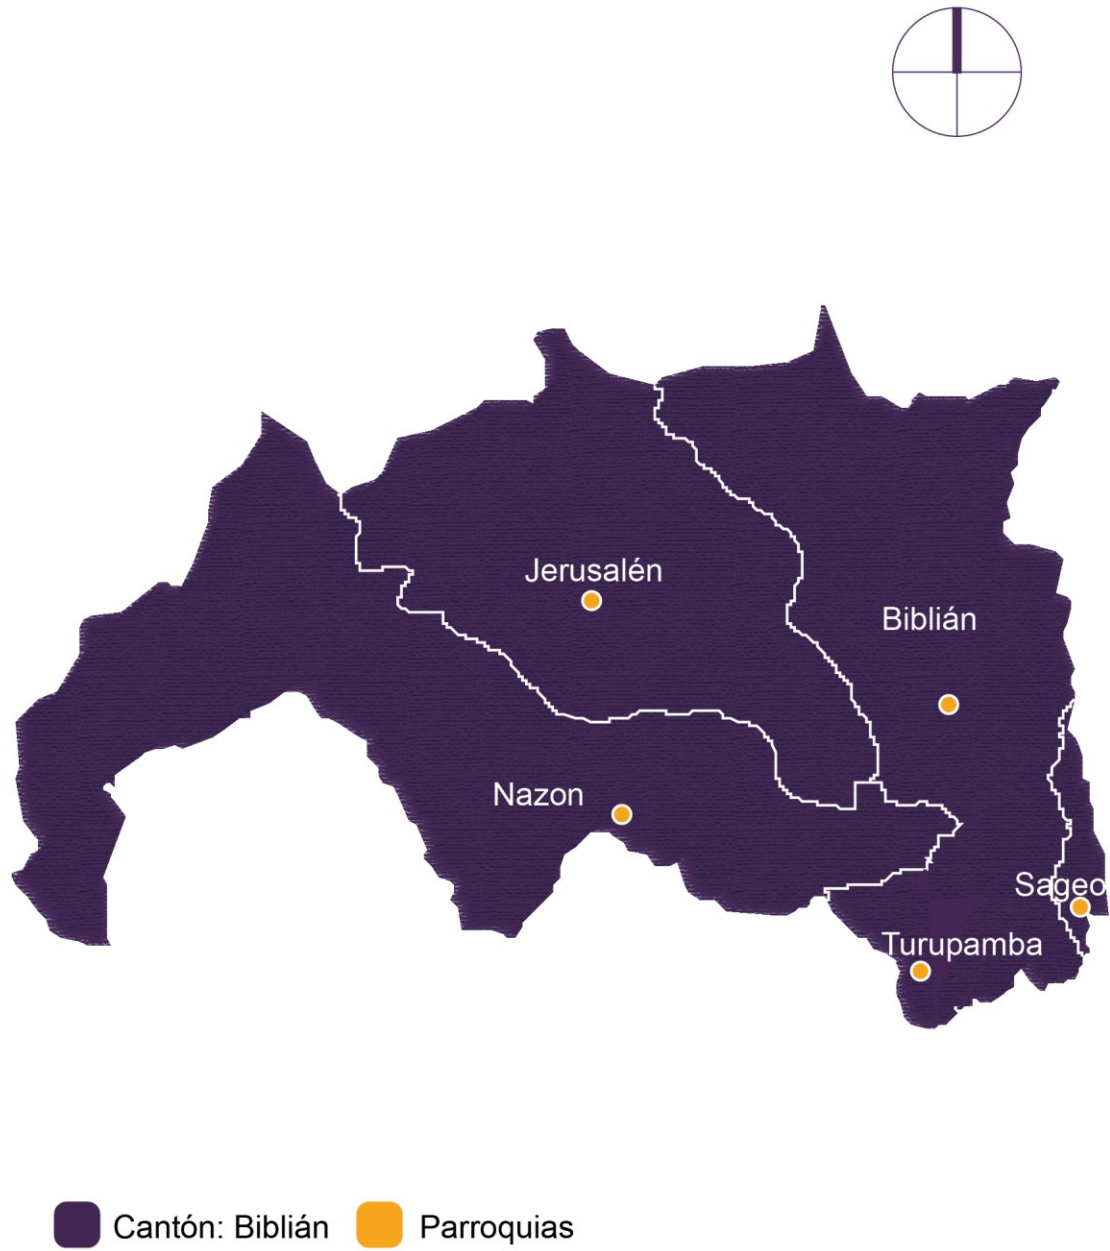 Jerusalén
Biblián
Nazon
Sageo
Turupamba
Cantón: Biblián
Parroquias